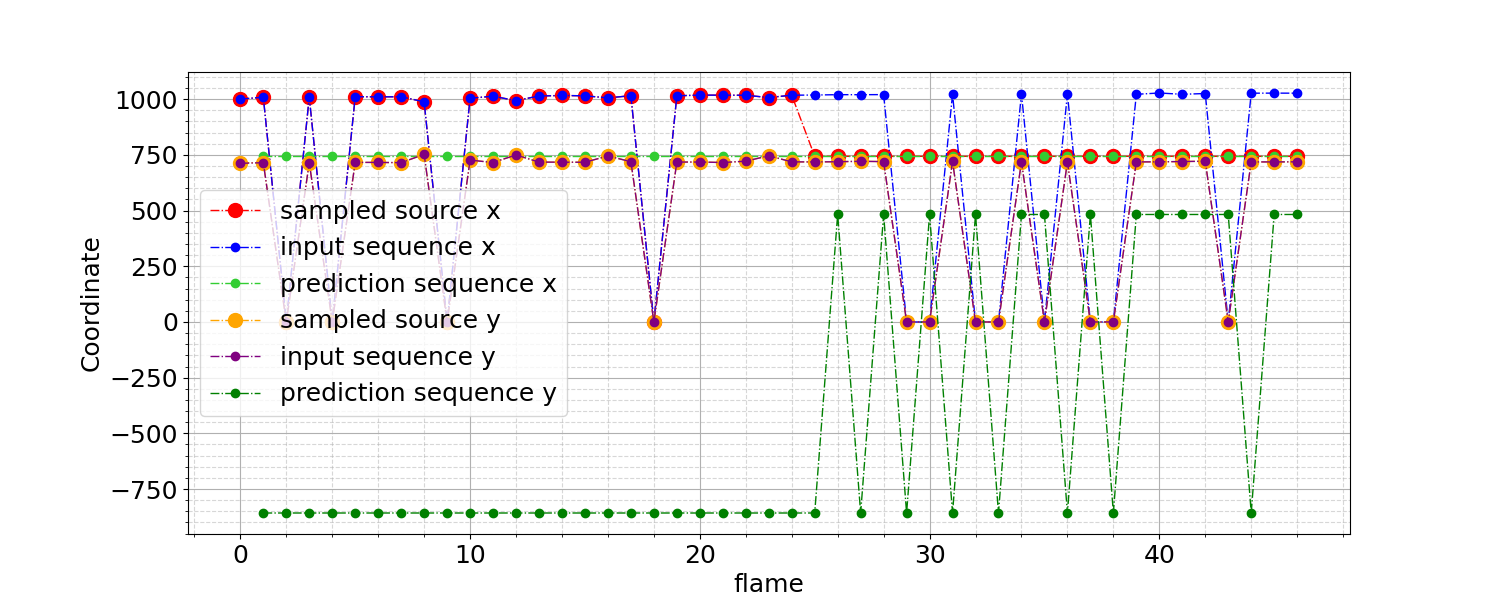 1000
750
500
250
0
−250
−500
−750
Coordinate
sampled source x
input sequence x
prediction sequence x
sampled source y
input sequence y
prediction sequence y
0 10 20 30 40
flame